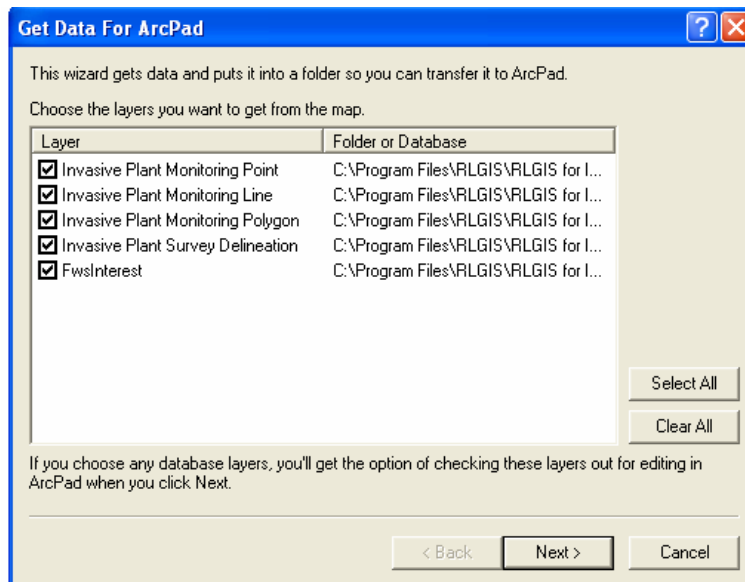 Get Data For ArcPad
This wizard gets data and puts it into a folder so you can transfer it to ArcPad.
Choose the layers you want to get from the map.
Layer Folder or Database
Invasive Plant Monitoring Point C:\Program Files\RLGIS\RLGIS for I...
Invasive Plant Monitoring Line C:\Program Files\RLGIS\RLGIS for I...
Invasive Plant Monitoring Polygon C:\Program Files\RLGIS\RLGIS for I...
Invasive Plant Survey Delineation C:\Program Files\RLGIS\RLGIS for I...
FwsInterest C:\Program Files\RLGIS\RLGIS for I...
Select All
Clear All
If you choose any database layers, you'll get the option of checking these layers out for editing in
ArcPad when you click Next.
< Back Next > Cancel